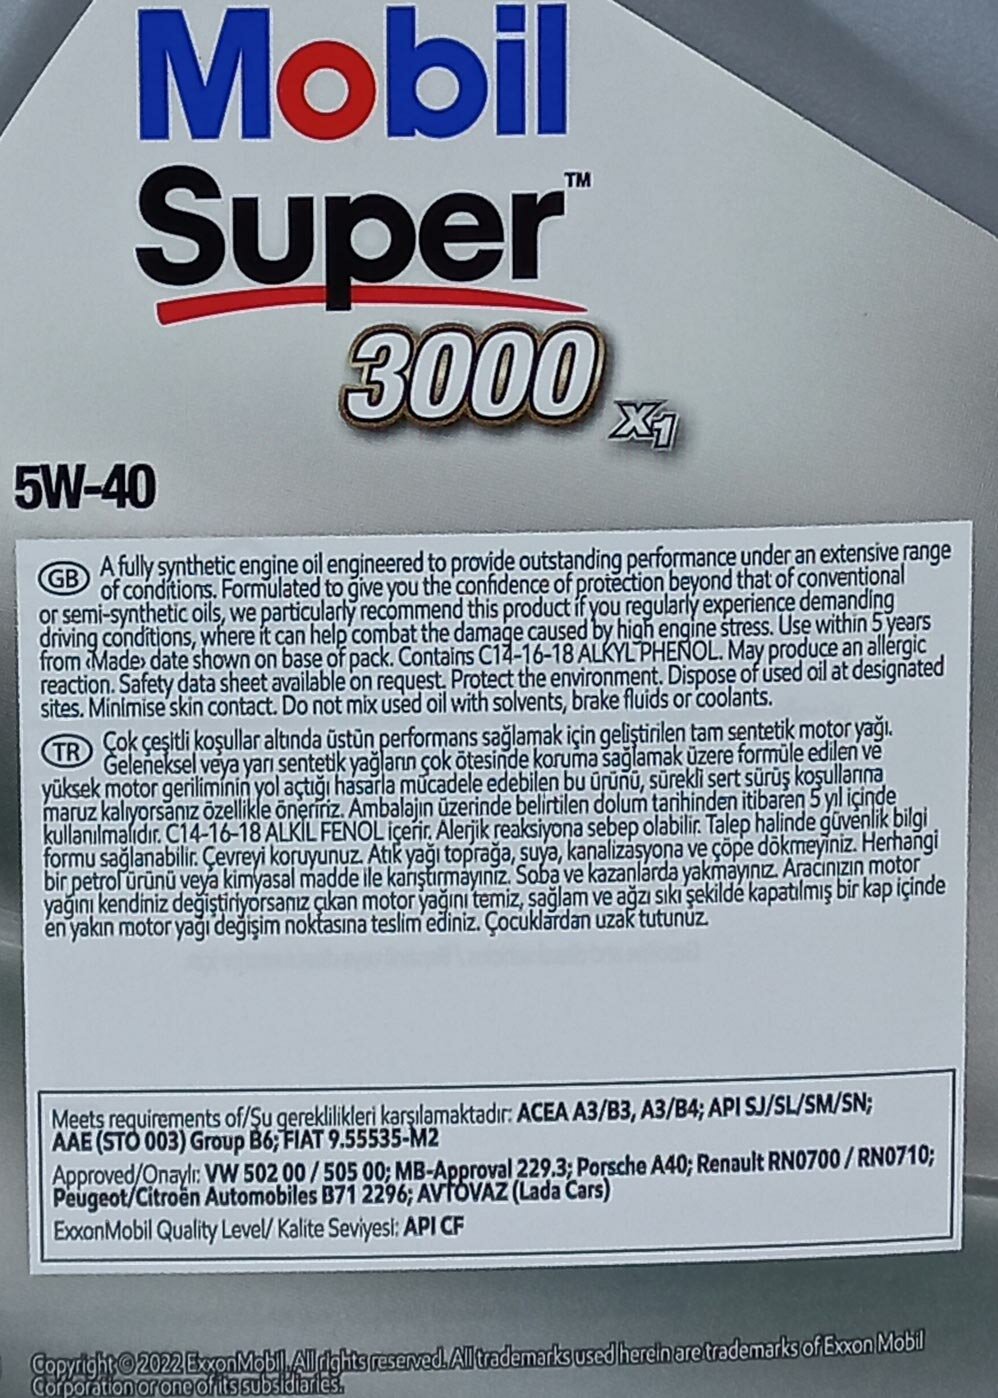 Mobil
Super™
3000 X1
5W-40
GB A fully synthetic engine oil engineered to provide outstanding performance under an extensive range
of conditions. Formulated to give you the confidence of protection beyond that of conventional
or semi-synthetic oils, we particularly recommend this product if you regularly experience demanding
driving conditions, where it can help combat the damage caused by high engine stress. Use within 5 years
from ‹Made› date shown on base of pack. Contains C14-16-18 ALKYL PHENOL. May produce an allergic
reaction. Safety data sheet available on request. Protect the environment. Dispose of used oil at designated
sites. Minimise skin contact. Do not mix used oil with solvents, brake fluids or coolants.
TR Çok çeşitli koşullar altında üstün performans sağlamak için geliştirilen tam sentetik motor yağı.
Geleneksel veya yarı sentetik yağların çok ötesinde koruma sağlamak üzere formüle edilen ve
yüksek motor geriliminin yol açtığı hasarla mücadele edebilen bu ürünü, sürekli sert sürüş koşullarına
maruz kalıyorsanız özellikle öneririz. Ambalajın üzerinde belirtilen dolum tarihinden itibaren 5 yıl içinde
kullanılmalıdır. C14-16-18 ALKİL FENOL içerir. Alerjik reaksiyona sebep olabilir. Talep halinde güvenlik bilgi
formu sağlanabilir. Çevreyi koruyunuz. Atık yağı toprağa, suya, kanalizasyona ve çöpe dökmeyiniz. Herhangi
bir petrol ürünü veya kimyasal madde ile karıştırmayınız. Soba ve kazanlarda yakmayınız. Aracınızın motor
yağını kendiniz değiştiriyorsanız çıkan motor yağını temiz, sağlam ve ağzı sıkı şekilde kapatılmış bir kap içinde
en yakın motor yağı değişim noktasına teslim ediniz. Çocuklardan uzak tutunuz.
Meets requirements of/Şu gereklilikleri karşılamaktadır: ACEA A3/B3, A3/B4; API SJ/SL/SM/SN;
AAE (STO 003) Group B6; FIAT 9.55535-M2
Approved/Onaylı: VW 502 00 / 505 00; MB-Approval 229.3; Porsche A40; Renault RN0700 / RN0710;
Peugeot/Citroën Automobiles B71 2296; AVTOVAZ (Lada Cars)
ExxonMobil Quality Level/ Kalite Seviyesi: API CF
Copyright © 2022 ExxonMobil. All rights reserved. All trademarks used herein are trademarks of Exxon Mobil
Corporation or one of its subsidiaries.